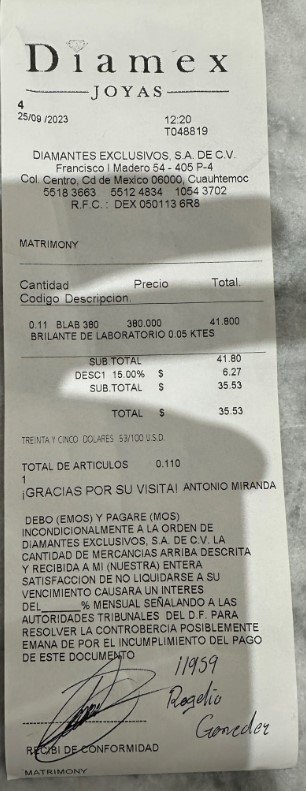 Diamex
JOYAS
4
25/09 /2023 12:20
T048819
DIAMANTES EXCLUSIVOS, S.A. DE C.V.
Francisco I Madero 54 - 405 P-4
Col. Centro, Cd de Mexico 06000, Cuauhtemoc
5518 3663 5512 4834 1054 3702
R.F.C. : DEX 050113 6R8
MATRIMONY
Cantidad Precio Total.
Codigo Descripcion.
0.11 BLAB 380 380.000 41.800
BRILANTE DE LABORATORIO 0.05 KTES
SUB.TOTAL 41.80
DESC1 15.00% $ 6.27
SUB.TOTAL $ 35.53
TOTAL $ 35.53
TREINTA Y CINCO DOLARES 53/100 U.S.D.
TOTAL DE ARTICULOS 0.110
1
¡GRACIAS POR SU VISITA! ANTONIO MIRANDA
DEBO (EMOS) Y PAGARE (MOS)
INCONDICIONALMENTE A LA ORDEN DE
DIAMANTES EXCLUSIVOS, S.A. DE C.V. LA
CANTIDAD DE MERCANCIAS ARRIBA DESCRITA
Y RECIBIDA A MI (NUESTRA) ENTERA
SATISFACCION DE NO LIQUIDARSE A SU
VENCIMIENTO CAUSARA UN INTERES
DEL______% MENSUAL SEÑALANDO A LAS
AUTORIDADES TRIBUNALES DEL D.F. PARA
RESOLVER LA CONTROBERCIA POSIBLEMENTE
EMANA DE POR EL INCUMPLIMIENTO DEL PAGO
DE ESTE DOCUMENTO
11959
Rogelio
RECIBI DE CONFORMIDAD
MATRIMONY